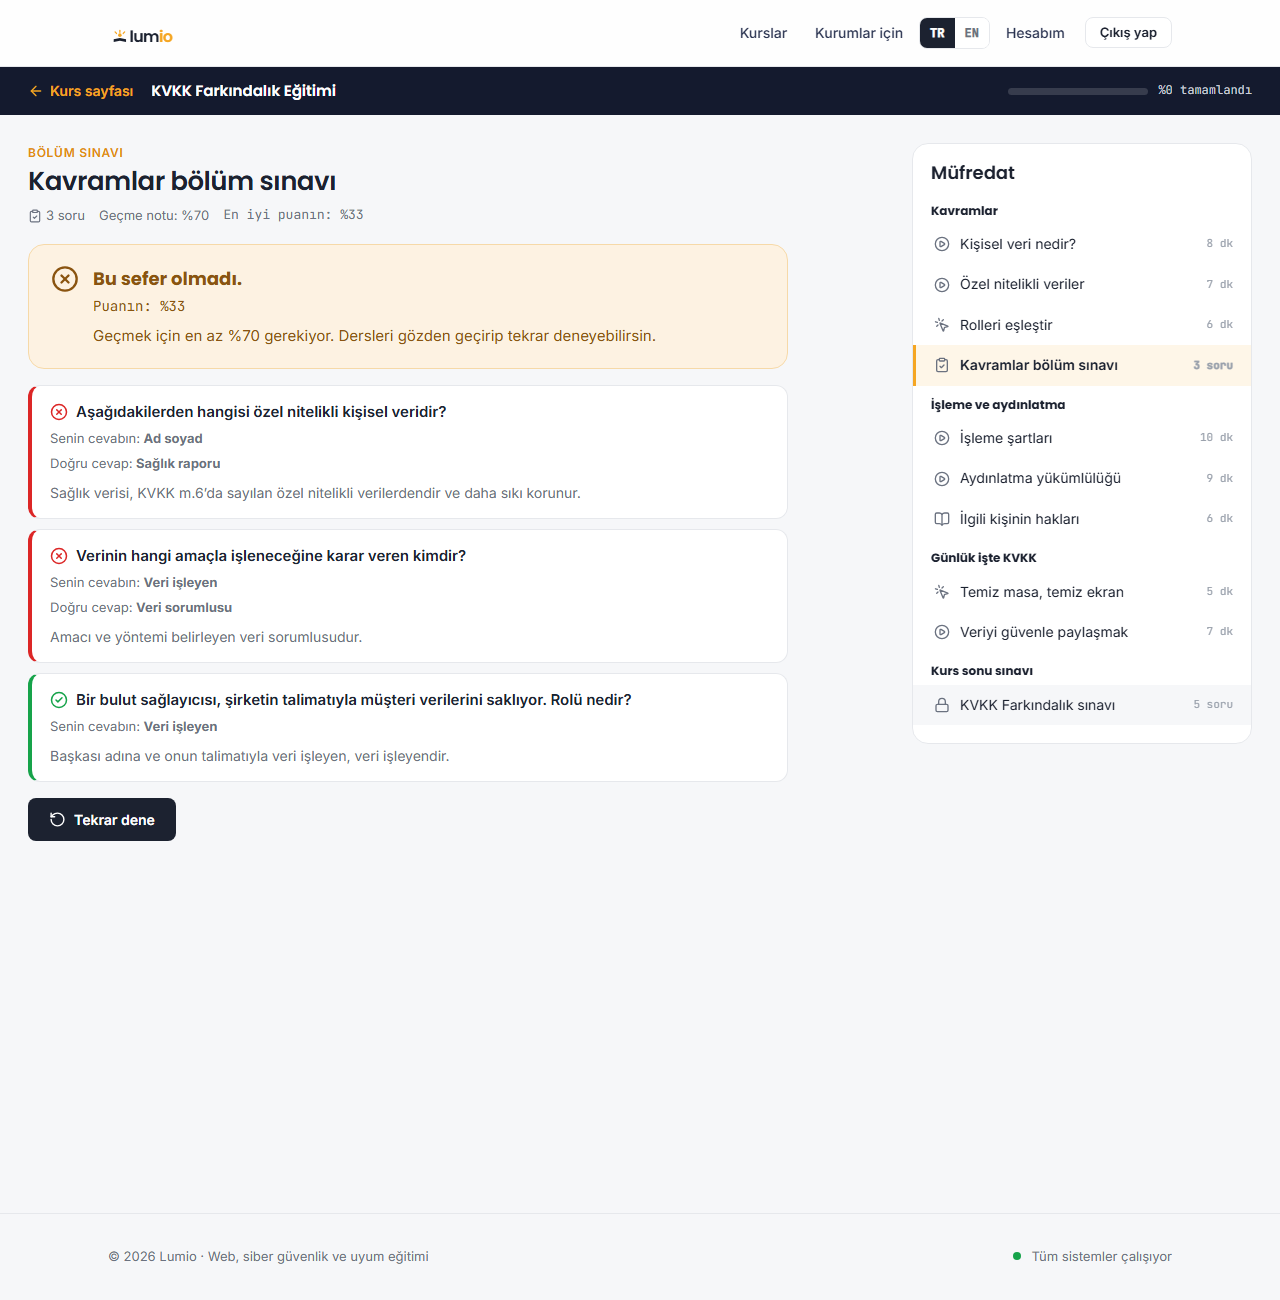 lumio
Kurslar
Kurumlar için
TR
EN
Hesabım
Çıkış yap
Kurs sayfası
KVKK Farkındalık Eğitimi
%0 tamamlandı
BÖLÜM SINAVI
Kavramlar bölüm sınavı
3 soru
Geçme notu: %70
En iyi puanın: %33
Bu sefer olmadı.
Puanın: %33
Geçmek için en az %70 gerekiyor. Dersleri gözden geçirip tekrar deneyebilirsin.
Aşağıdakilerden hangisi özel nitelikli kişisel veridir?
Senin cevabın: Ad soyad
Doğru cevap: Sağlık raporu
Sağlık verisi, KVKK m.6’da sayılan özel nitelikli verilerdendir ve daha sıkı korunur.
Verinin hangi amaçla işleneceğine karar veren kimdir?
Senin cevabın: Veri işleyen
Doğru cevap: Veri sorumlusu
Amacı ve yöntemi belirleyen veri sorumlusudur.
Bir bulut sağlayıcısı, şirketin talimatıyla müşteri verilerini saklıyor. Rolü nedir?
Senin cevabın: Veri işleyen
Başkası adına ve onun talimatıyla veri işleyen, veri işleyendir.
Tekrar dene
Müfredat
Kavramlar
Kişisel veri nedir? 8 dk
Özel nitelikli veriler 7 dk
Rolleri eşleştir 6 dk
Kavramlar bölüm sınavı 3 soru
İşleme ve aydınlatma
İşleme şartları 10 dk
Aydınlatma yükümlülüğü 9 dk
İlgili kişinin hakları 6 dk
Günlük işte KVKK
Temiz masa, temiz ekran 5 dk
Veriyi güvenle paylaşmak 7 dk
Kurs sonu sınavı
KVKK Farkındalık sınavı 5 soru
© 2026 Lumio · Web, siber güvenlik ve uyum eğitimi
Tüm sistemler çalışıyor